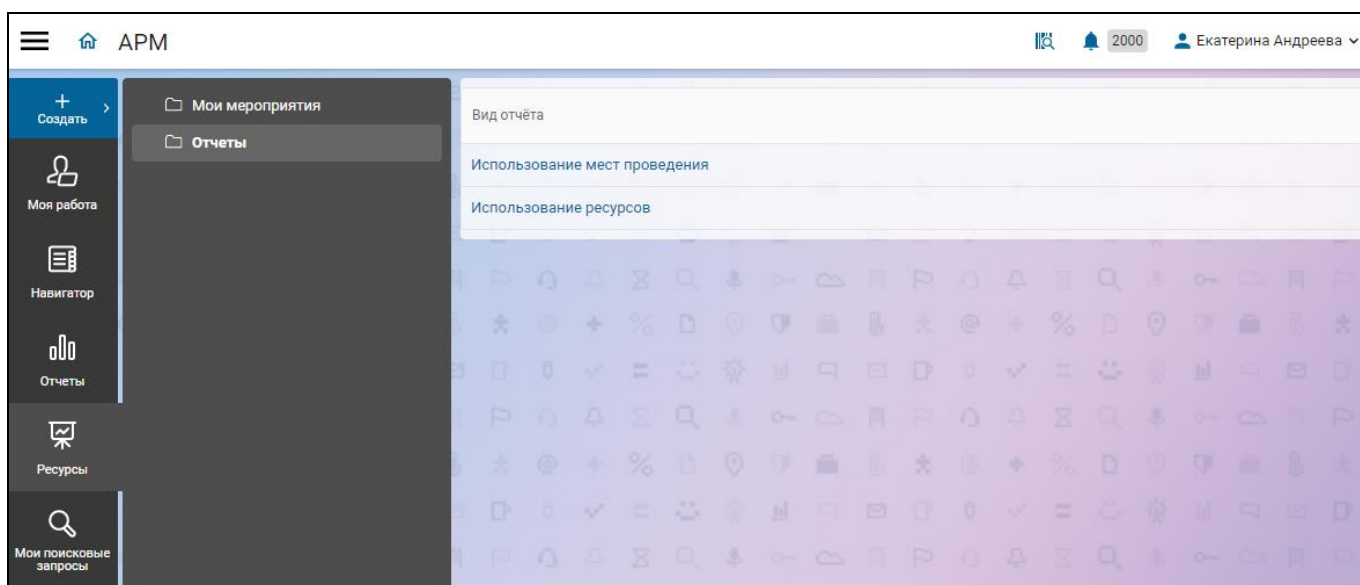 АРМ
2000
Екатерина Андреева
Создать
Моя работа
Навигатор
Отчеты
Ресурсы
Мои поисковые
запросы
Мои мероприятия
Отчеты
Вид отчёта
Использование мест проведения
Использование ресурсов